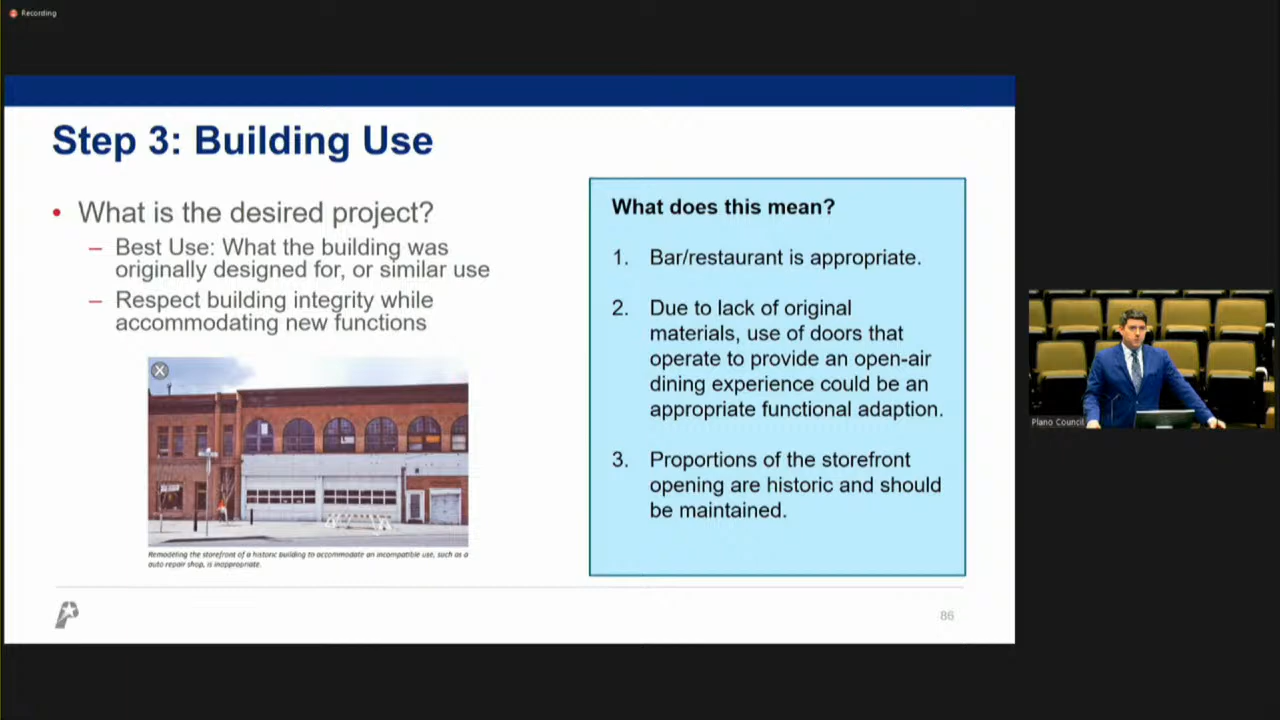 Recording
Step 3: Building Use
• What is the desired project?
– Best Use: What the building was
originally designed for, or similar use
– Respect building integrity while
accommodating new functions
Remodeling the storefront of a historic building to accommodate an incompatible use, such as a
auto repair shop, is inappropriate.
What does this mean?
1. Bar/restaurant is appropriate.
2. Due to lack of original
materials, use of doors that
operate to provide an open-air
dining experience could be an
appropriate functional adaption.
3. Proportions of the storefront
opening are historic and should
be maintained.
86
Plano Council